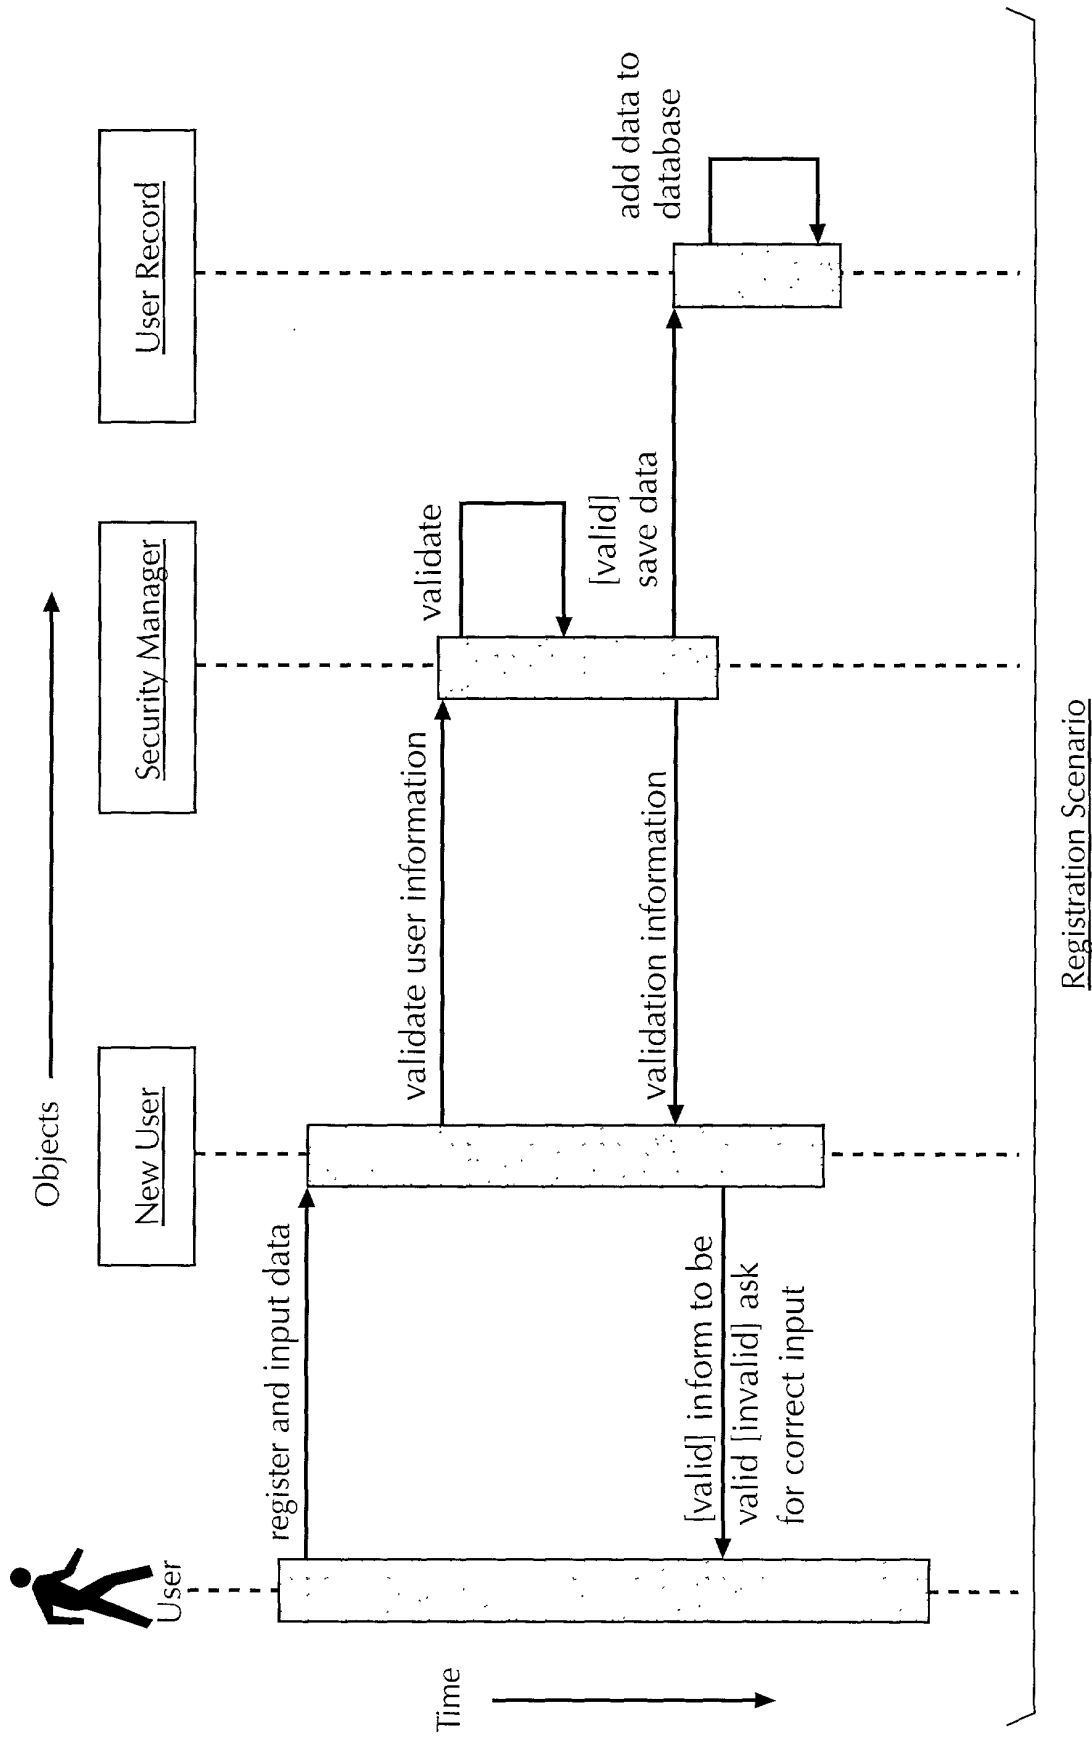 Objects
User
New User
Security Manager
User Record
Time
register and input data
validate user information
validate
validation information
[valid]
save data
add data to
database
[valid] inform to be
valid [invalid] ask
for correct input
Registration Scenario